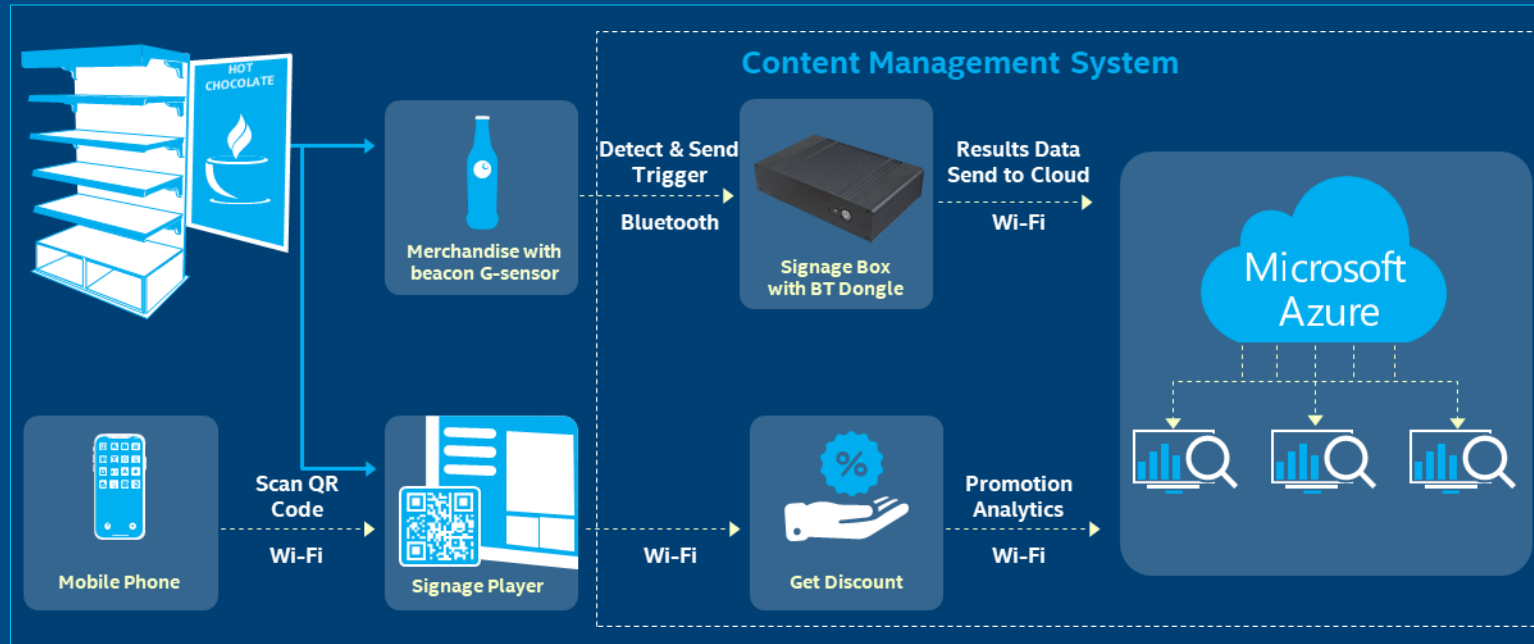 Content Management System
HOT
CHOCOLATE
Merchandise with
beacon G-sensor
Detect & Send
Trigger
Bluetooth
Signage Box
with BT Dongle
Results Data
Send to Cloud
Wi-Fi
Microsoft
Azure
Mobile Phone
Scan QR
Code
Wi-Fi
Signage Player
Wi-Fi
%
Get Discount
Promotion
Analytics
Wi-Fi